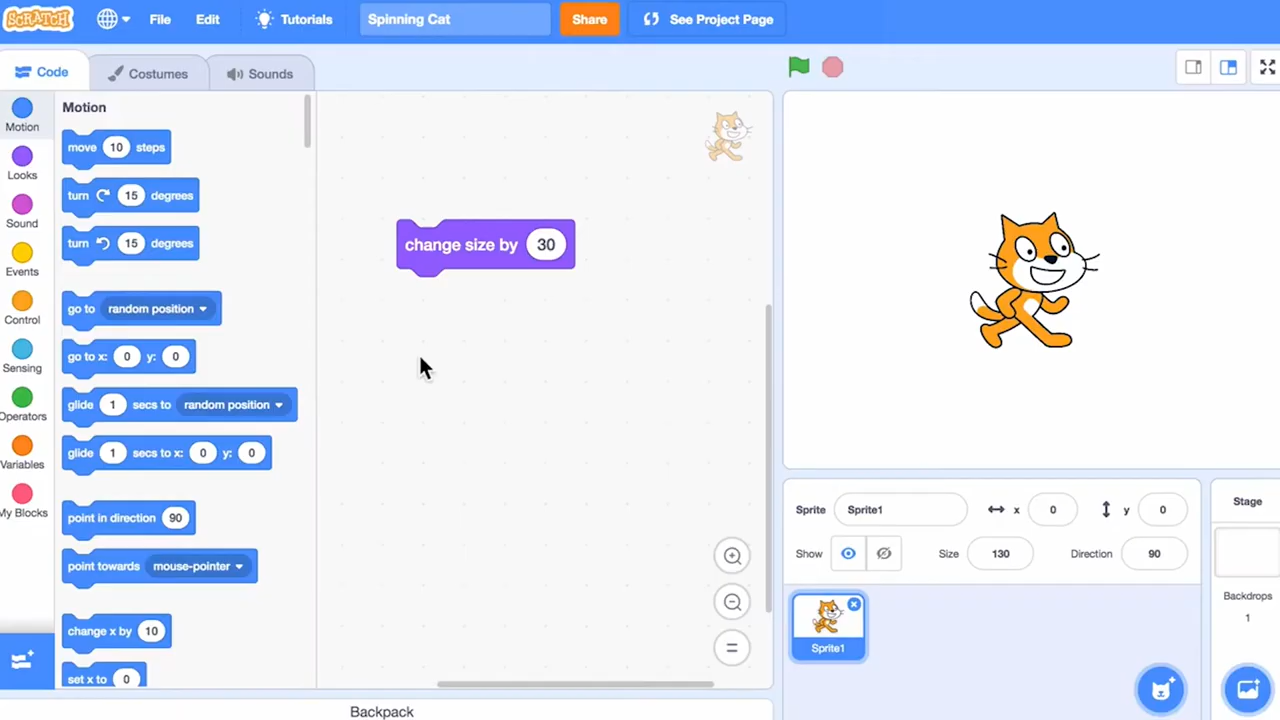 SCRATCH File Edit Tutorials Spinning Cat Share See Project Page
Code Costumes Sounds
Motion
Looks
Sound
Events
Control
Sensing
Operators
Variables
My Blocks
Motion
move 10 steps
turn 15 degrees
turn 15 degrees
go to random position
go to x: 0 y: 0
glide 1 secs to random position
glide 1 secs to x: 0 y: 0
point in direction 90
point towards mouse-pointer
change x by 10
set x to 0
change size by 30
Backpack
Sprite Sprite1 x 0 y 0
Show Size 130 Direction 90
Sprite1
Stage
Backdrops
1